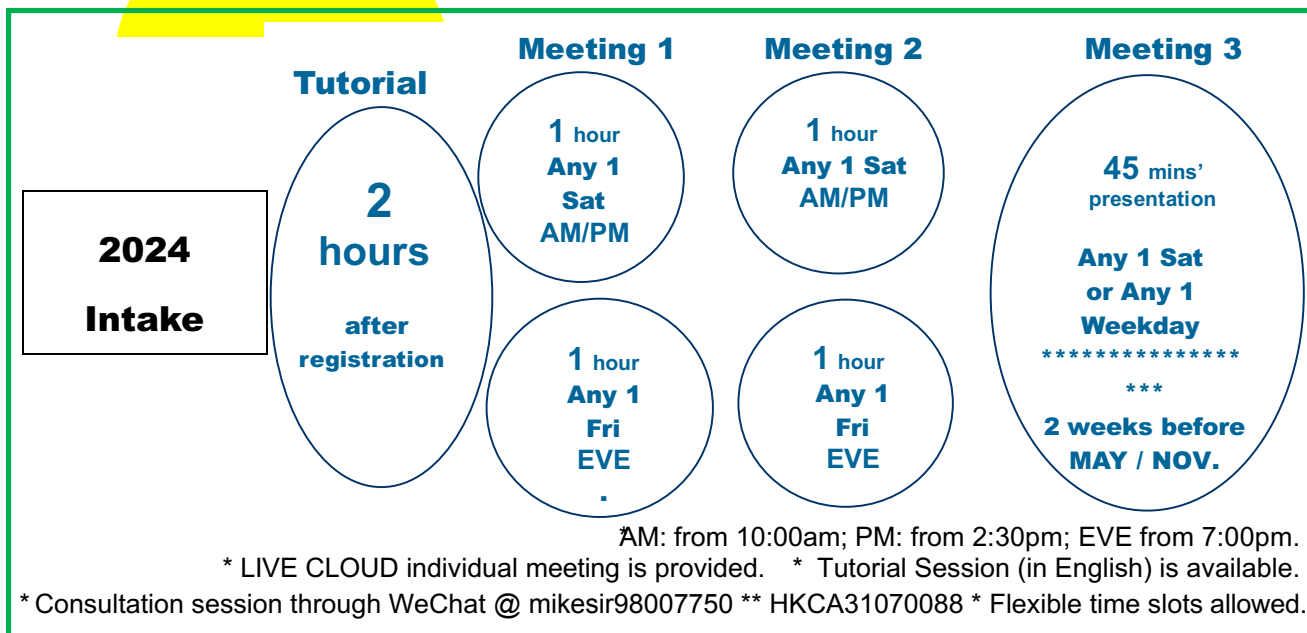 2024
Intake
Tutorial
2
hours
after
registration
Meeting 1
1 hour
Any 1
Sat
AM/PM
1 hour
Any 1
Fri
EVE
.
Meeting 2
1 hour
Any 1 Sat
AM/PM
1 hour
Any 1
Fri
EVE
Meeting 3
45 mins’
presentation
Any 1 Sat
or Any 1
Weekday
***************
***
2 weeks before
MAY / NOV.
*AM: from 10:00am; PM: from 2:30pm; EVE from 7:00pm.
* LIVE CLOUD individual meeting is provided. * Tutorial Session (in English) is available.
* Consultation session through WeChat @ mikesir98007750 ** HKCA31070088 * Flexible time slots allowed.